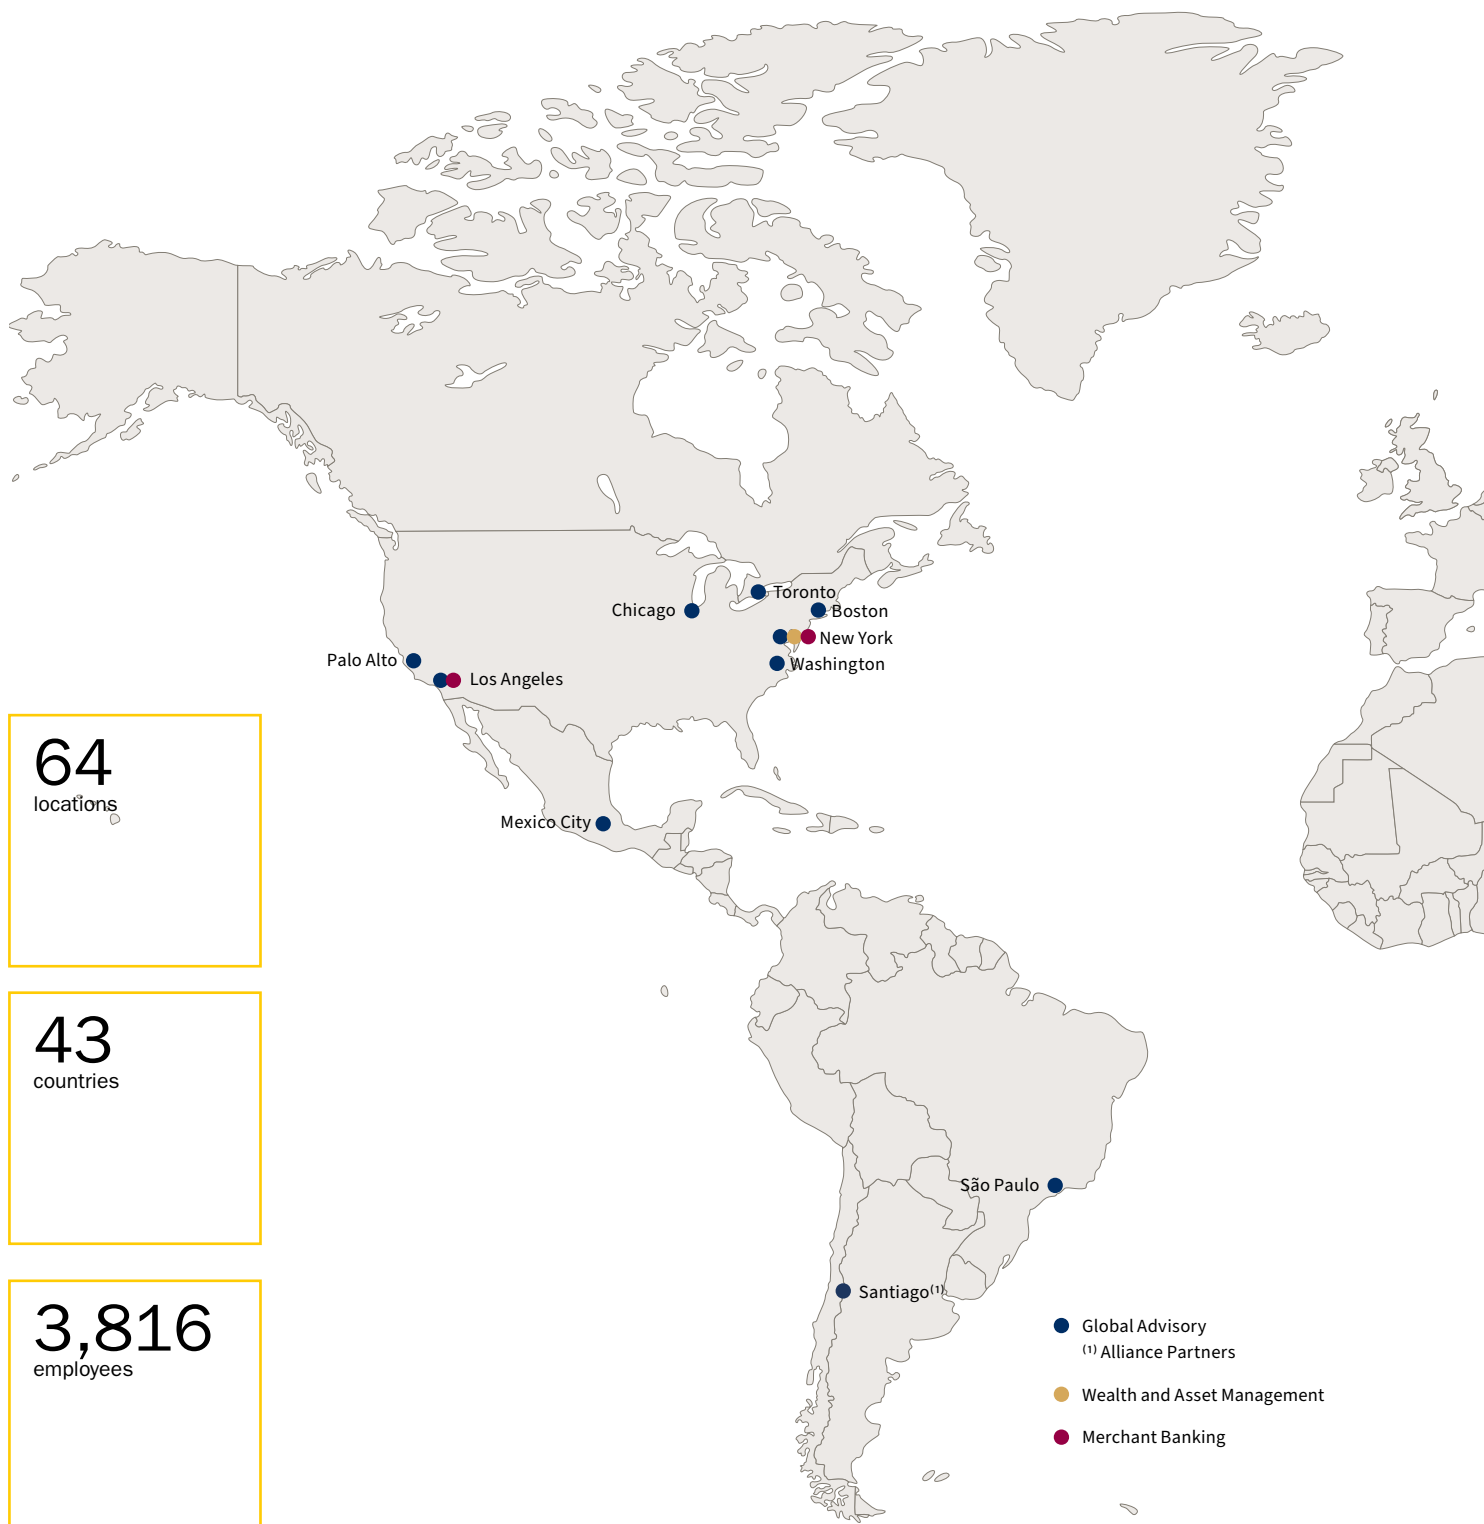 Toronto
Chicago
Boston
New York
Washington
Palo Alto
Los Angeles
64
locations
Mexico City
43
countries
São Paulo
Santiago⁽¹⁾
3,816
employees
Global Advisory
⁽¹⁾ Alliance Partners
Wealth and Asset Management
Merchant Banking